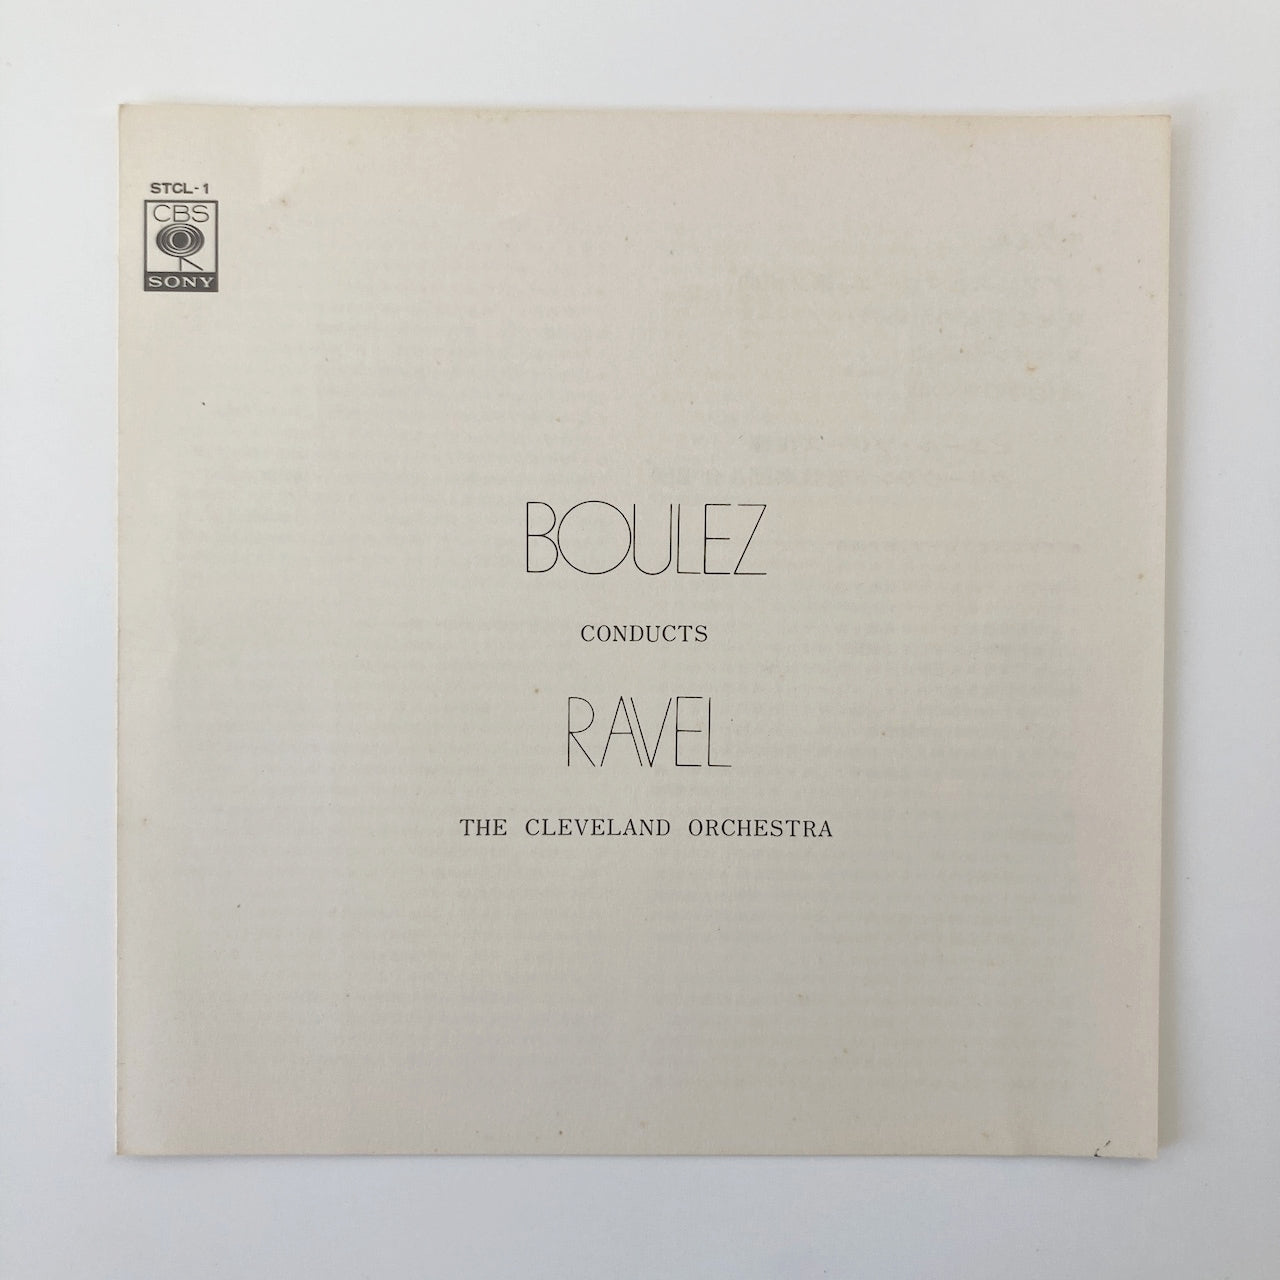 STCL-1
CBS
SONY
BOULEZ
CONDUCTS
RAVEL
THE CLEVELAND ORCHESTRA